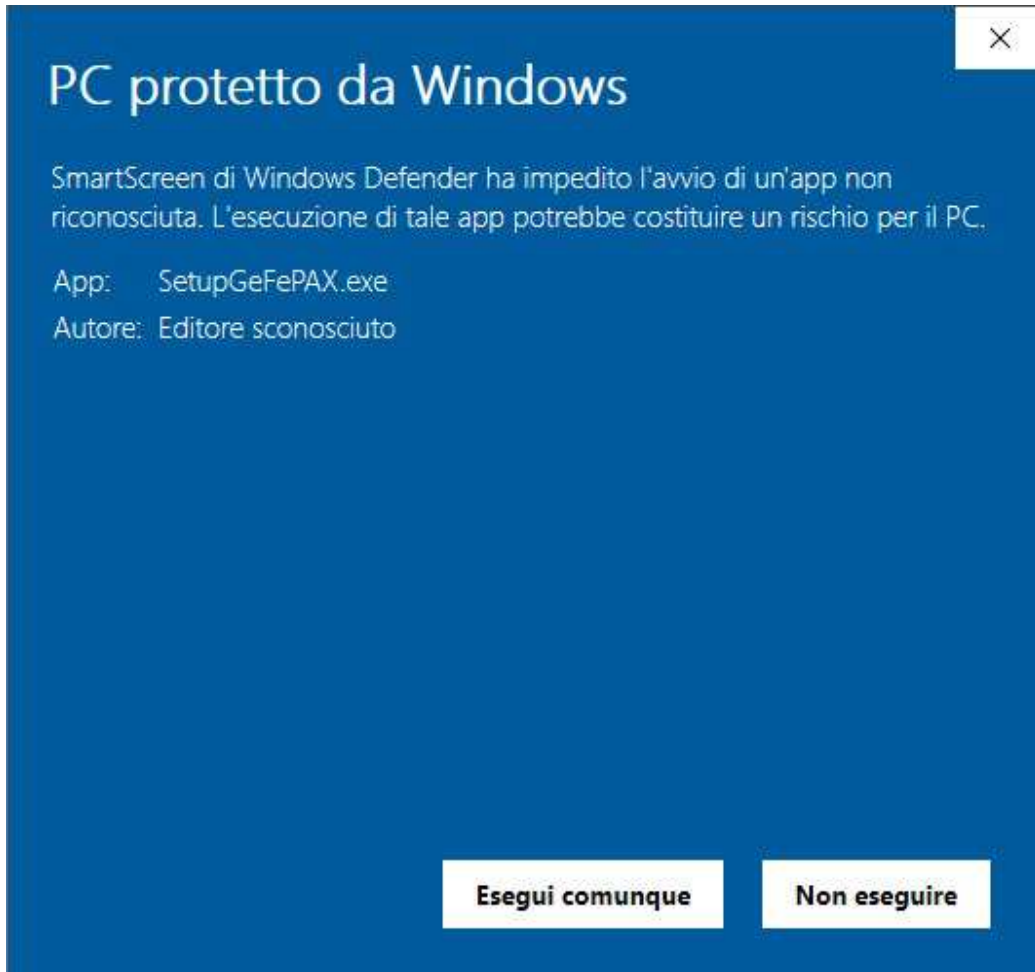 PC protetto da Windows
SmartScreen di Windows Defender ha impedito l'avvio di un'app non
riconosciuta. L'esecuzione di tale app potrebbe costituire un rischio per il PC.
App: SetupGeFePAX.exe
Autore: Editore sconosciuto
Esegui comunque Non eseguire